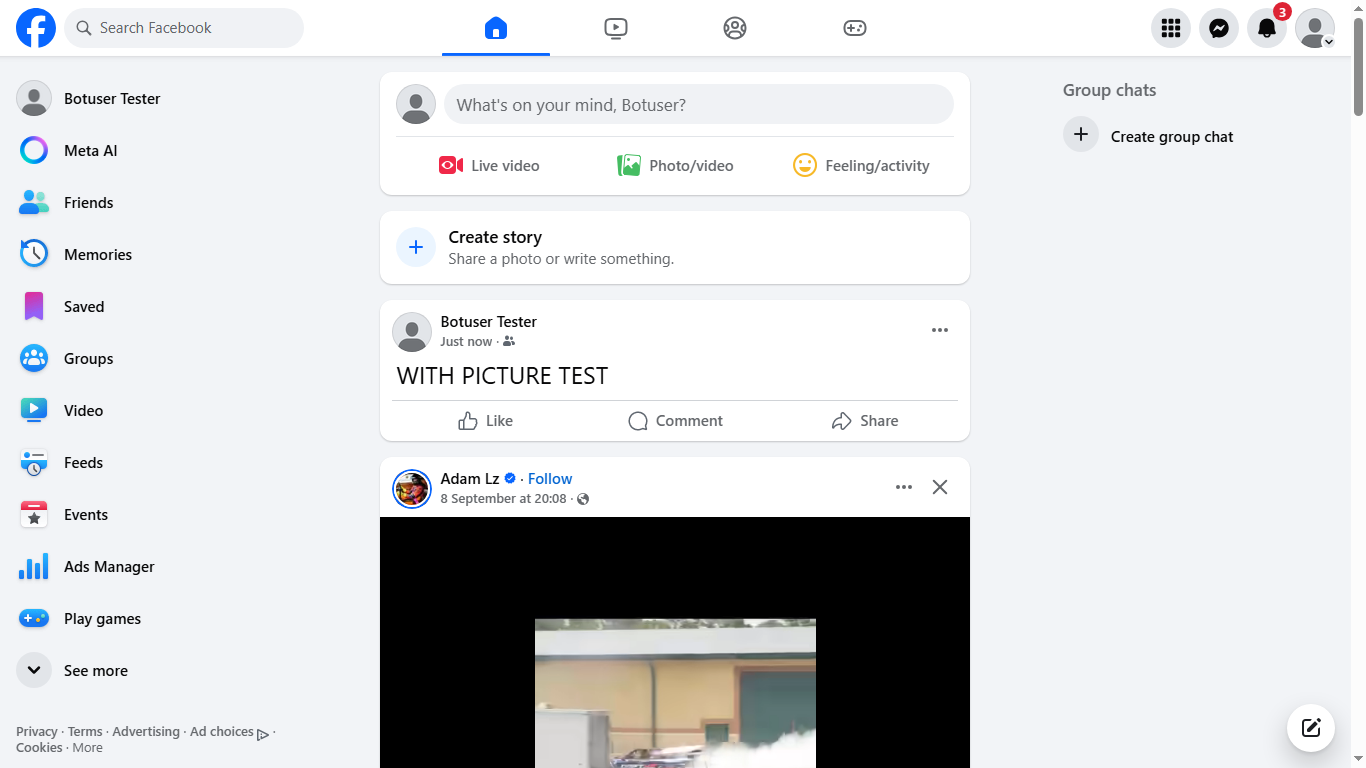 Search Facebook
3
Botuser Tester
Meta AI
Friends
Memories
Saved
Groups
Video
Feeds
Events
Ads Manager
Play games
See more
Privacy · Terms · Advertising · Ad choices ·
Cookies · More
What's on your mind, Botuser?
Live video
Photo/video
Feeling/activity
Create story
Share a photo or write something.
Botuser Tester
Just now ·
WITH PICTURE TEST
Like
Comment
Share
Adam Lz · Follow
8 September at 20:08 ·
Group chats
Create group chat